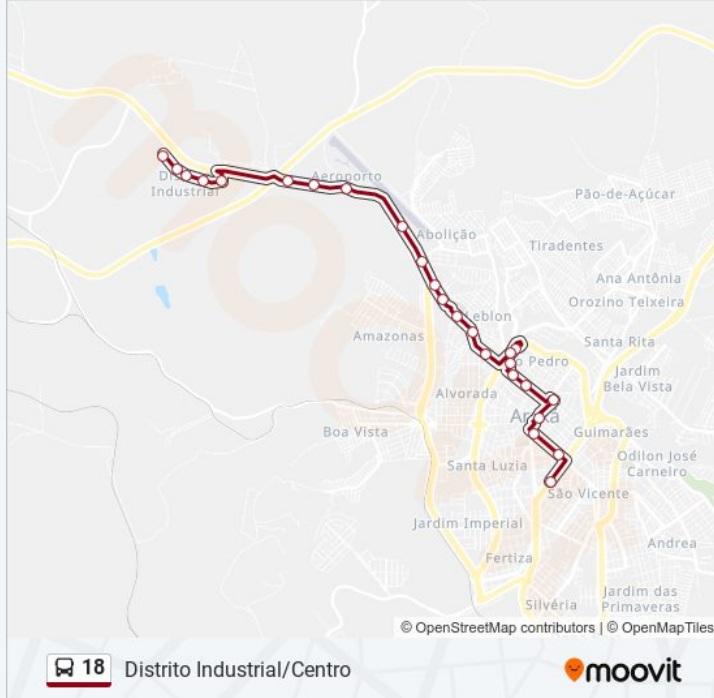 Aeroporto
Industrial
Pão-de-Açúcar
Abolição
Tiradentes
Ana Antônia
Orozino Teixeira
Leblon
Amazonas
Santa Rita
Pedro
Jardim
Bela Vista
Alvorada
Boa Vista
Guimarães
Santa Luzia
Odilon José
Carneiro
São Vicente
Jardim Imperial
Andrea
Fertiza
Jardim das
Primaveras
Silvéria
© OpenStreetMap contributors | © OpenMapTiles
18 Distrito Industrial/Centro
moovit